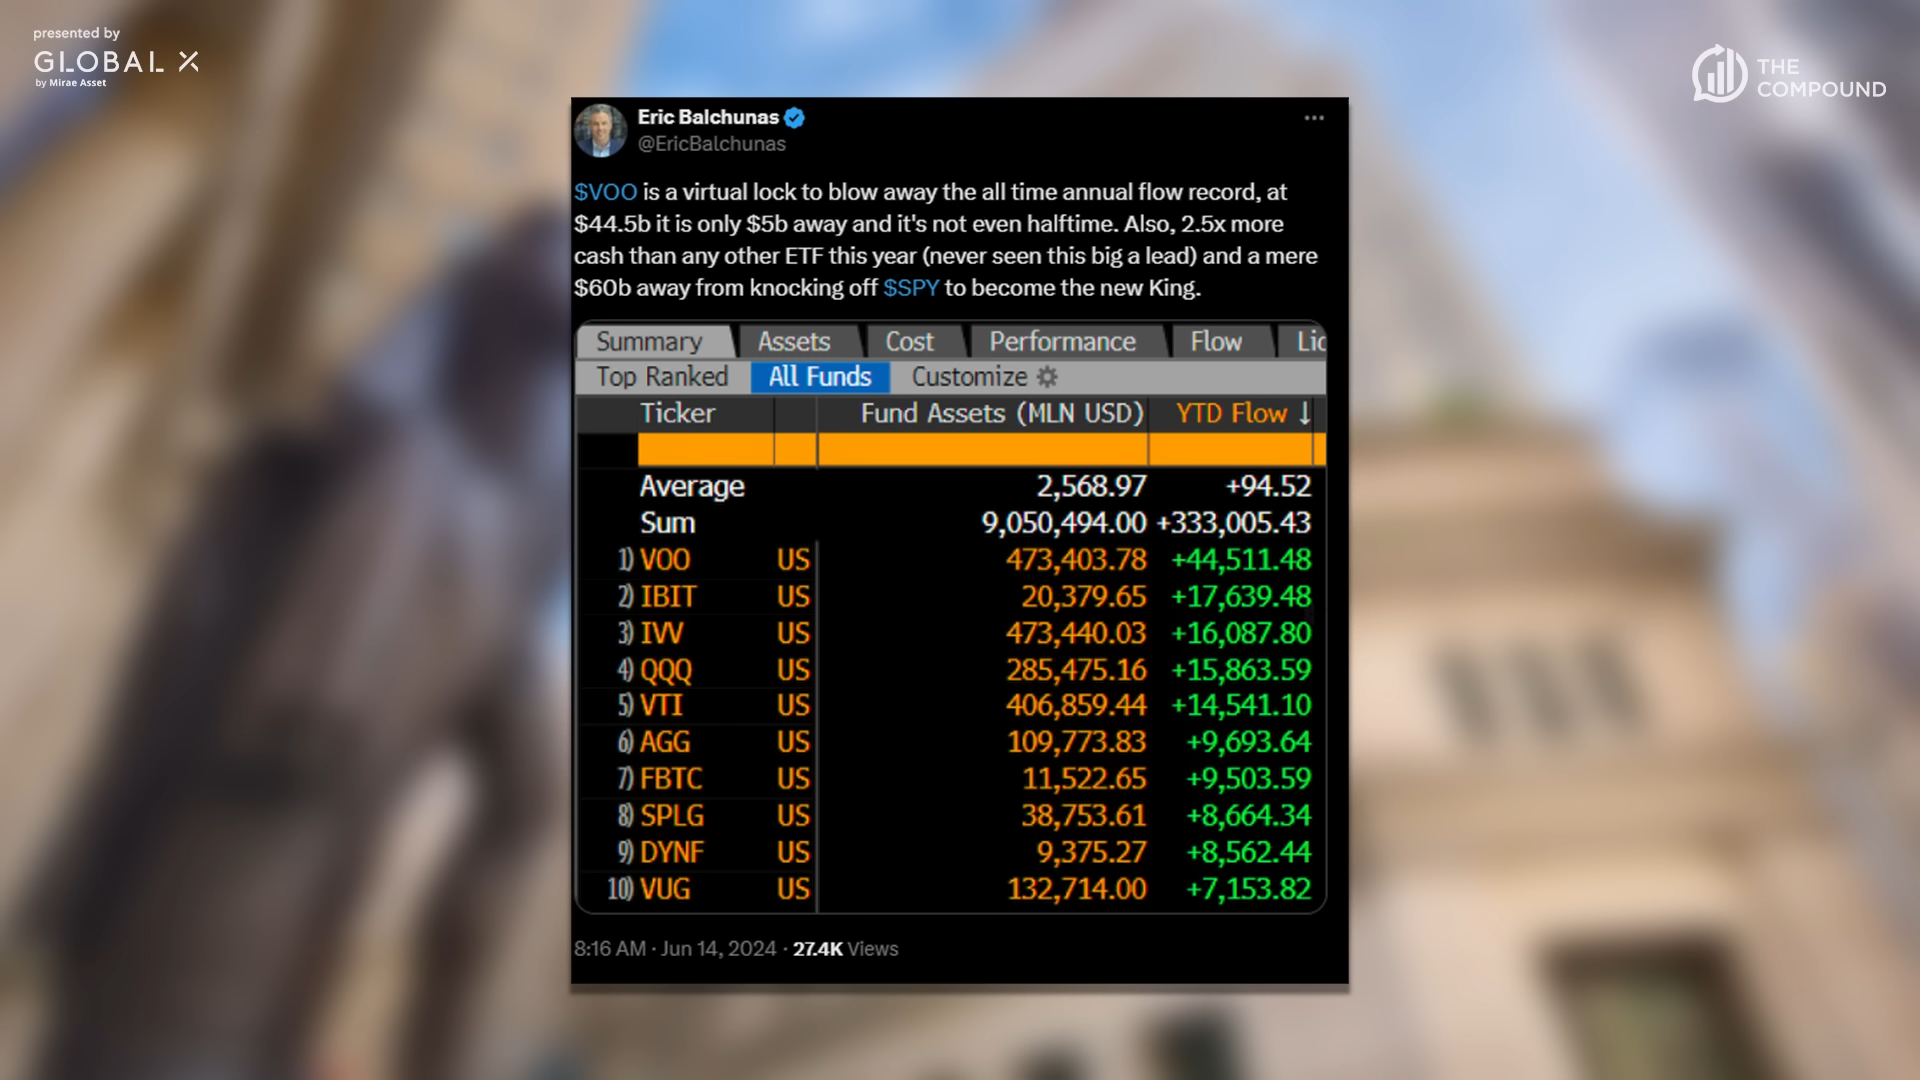 presented by
GLOBAL X
by Mirae Asset
THE
COMPOUND
Eric Balchunas
@EricBalchunas
$VOO is a virtual lock to blow away the all time annual flow record, at
$44.5b it is only $5b away and it's not even halftime. Also, 2.5x more
cash than any other ETF this year (never seen this big a lead) and a mere
$60b away from knocking off $SPY to become the new King.
Summary Assets Cost Performance Flow Lic
Top Ranked All Funds Customize
Ticker Fund Assets (MLN USD) YTD Flow ↓
Average 2,568.97 +94.52
Sum 9,050,494.00 +333,005.43
1) VOO US 473,403.78 +44,511.48
2) IBIT US 20,379.65 +17,639.48
3) IVV US 473,440.03 +16,087.80
4) QQQ US 285,475.16 +15,863.59
5) VTI US 406,859.44 +14,541.10
6) AGG US 109,773.83 +9,693.64
7) FBTC US 11,522.65 +9,503.59
8) SPLG US 38,753.61 +8,664.34
9) DYNF US 9,375.27 +8,562.44
10) VUG US 132,714.00 +7,153.82
8:16 AM · Jun 14, 2024 · 27.4K Views